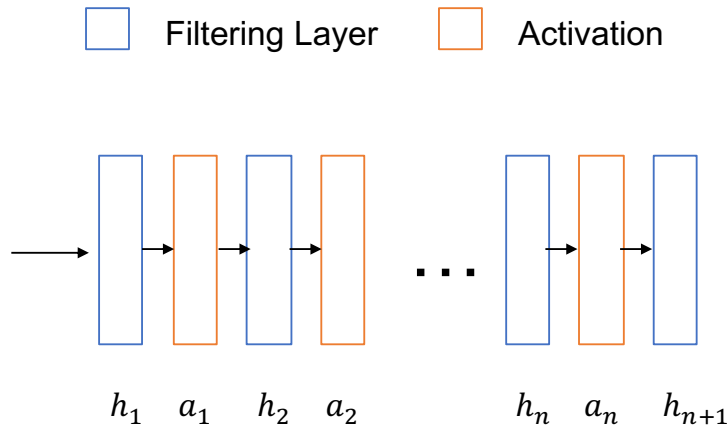 Filtering Layer Activation
...
h₁ a₁ h₂ a₂ hₙ aₙ hₙ₊₁